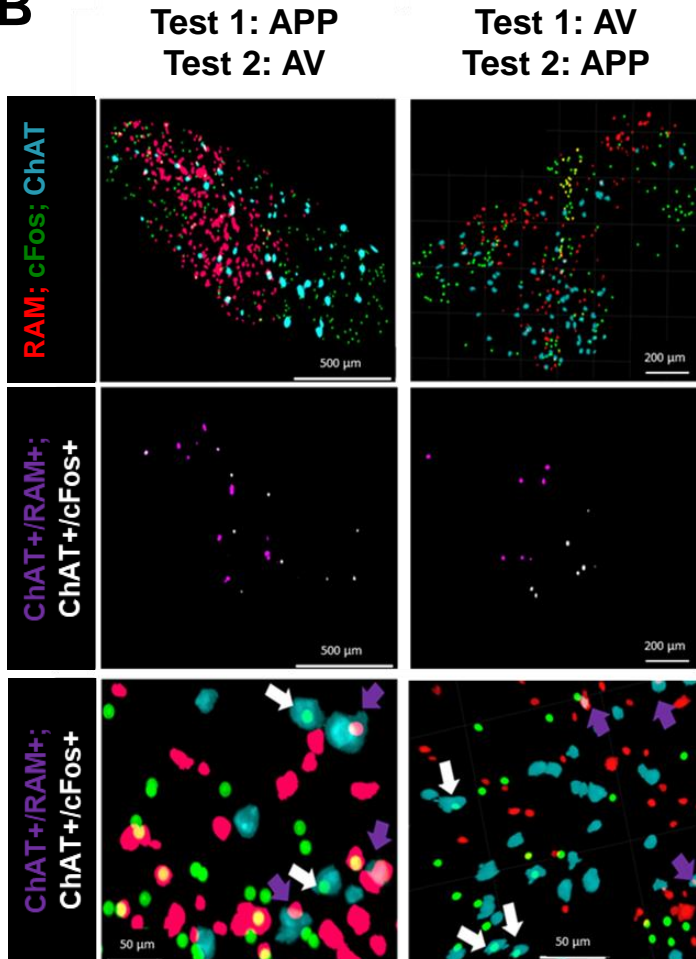 B
Test 1: APP
Test 2: AV
Test 1: AV
Test 2: APP
RAM; cFos; ChAT
500 µm
200 µm
ChAT+/RAM+;
ChAT+/cFos+
500 µm
200 µm
ChAT+/RAM+;
ChAT+/cFos+
50 µm
50 µm